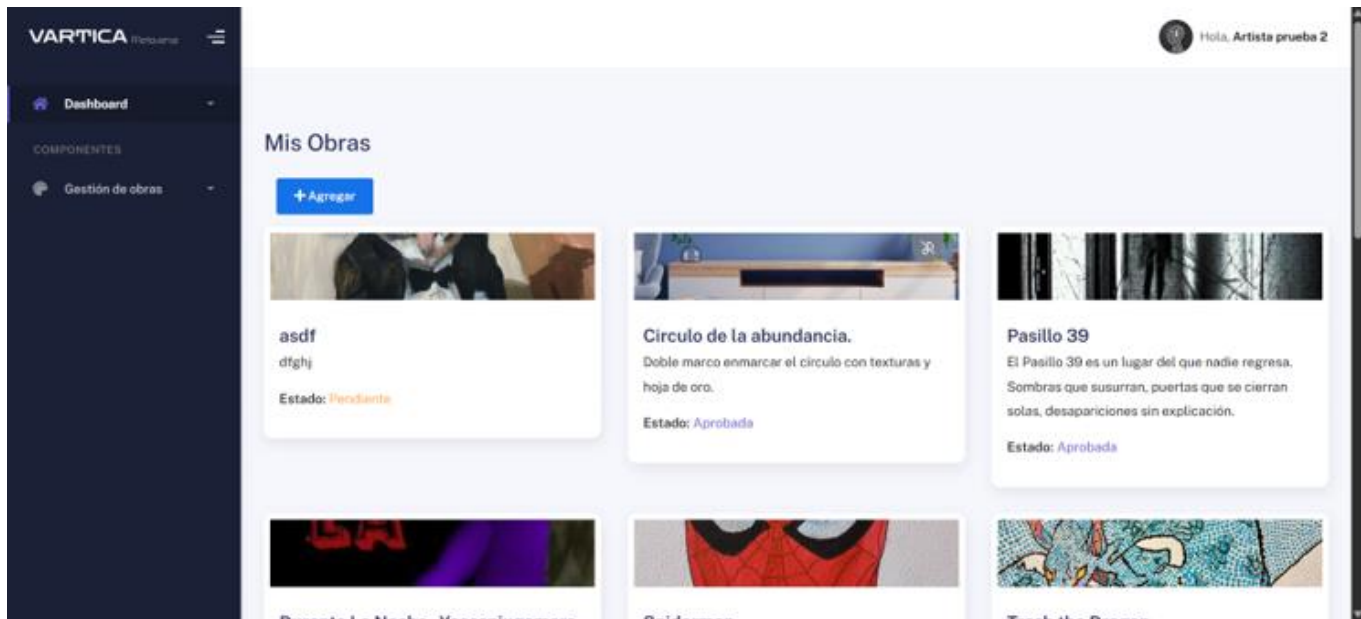 VARTICA
Hola, Artista prueba 2
Dashboard
COMPONENTES
Gestión de obras
Mis Obras
+ Agregar
asdf
dfghj
Estado: Pendiente
Circulo de la abundancia.
Doble marco enmarcar el circulo con texturas y
hoja de oro.
Estado: Aprobada
Pasillo 39
El Pasillo 39 es un lugar del que nadie regresa.
Sombras que susurran, puertas que se cierran
solas, desapariciones sin explicación.
Estado: Aprobada
LA